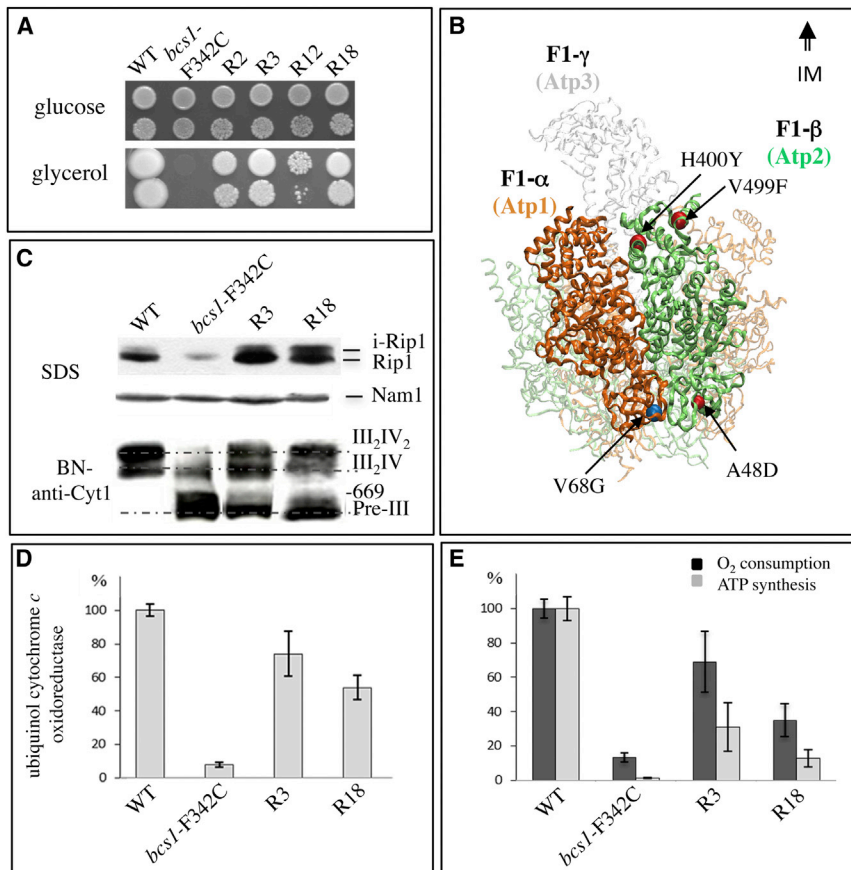 A
WT
bcs1-
F342C
R2
R3
R12
R18
glucose
glycerol
B
IM
F1-γ
(Atp3)
F1-β
(Atp2)
H400Y
V499F
F1-α
(Atp1)
V68G
A48D
C
WT
bcs1-F342C
R3
R18
SDS
i-Rip1
Rip1
Nam1
BN-
anti-Cyt1
III2IV2
III2IV
-669
Pre-III
D
%
ubiquinol cytochrome c
oxidoreductase
100
80
60
40
20
0
WT
bcs1-F342C
R3
R18
E
O2 consumption
ATP synthesis
%
100
80
60
40
20
0
WT
bcs1-F342C
R3
R18